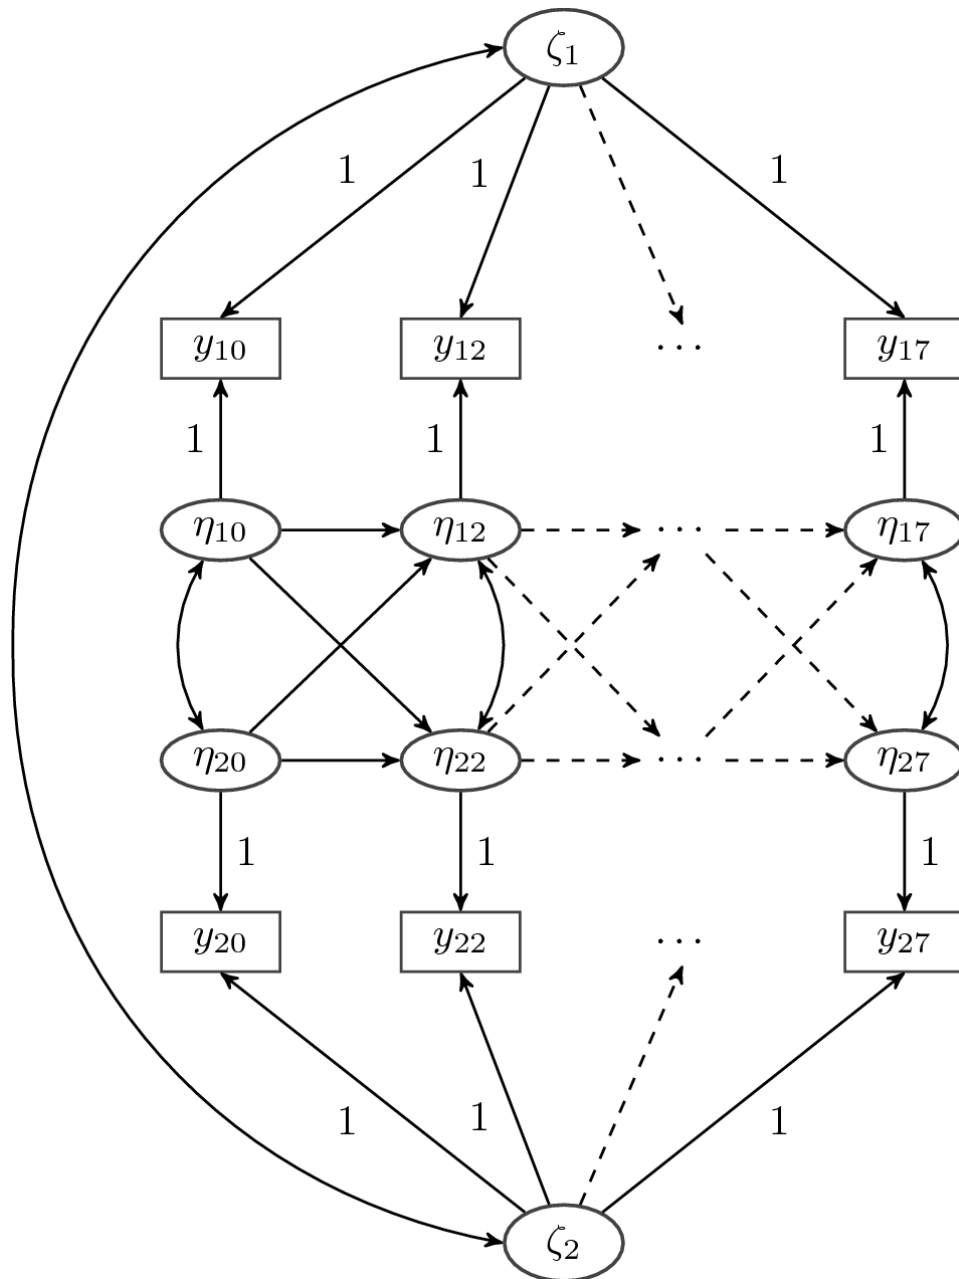 ζ₁
1 1 1
y₁₀ y₁₂ ... y₁₇
1 1 1
η₁₀ η₁₂ ... η₁₇
η₂₀ η₂₂ ... η₂₇
1 1 1
y₂₀ y₂₂ ... y₂₇
1 1 1
ζ₂